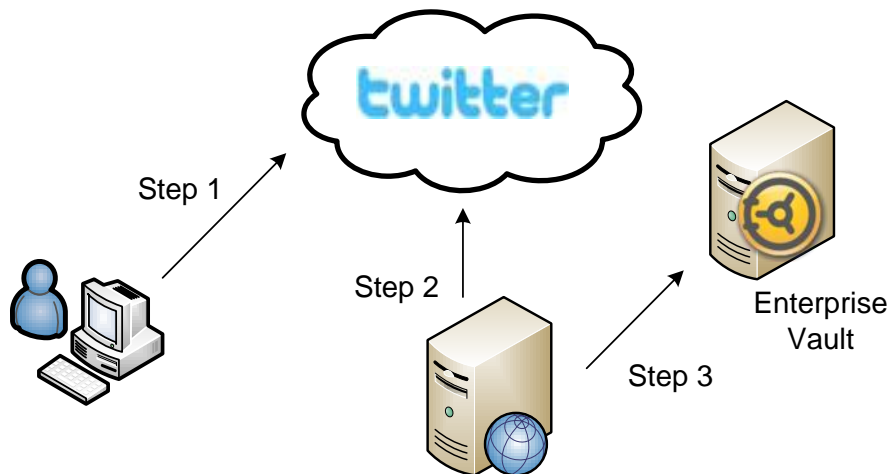 twitter
Step 1
Step 2
Enterprise
Vault
Step 3